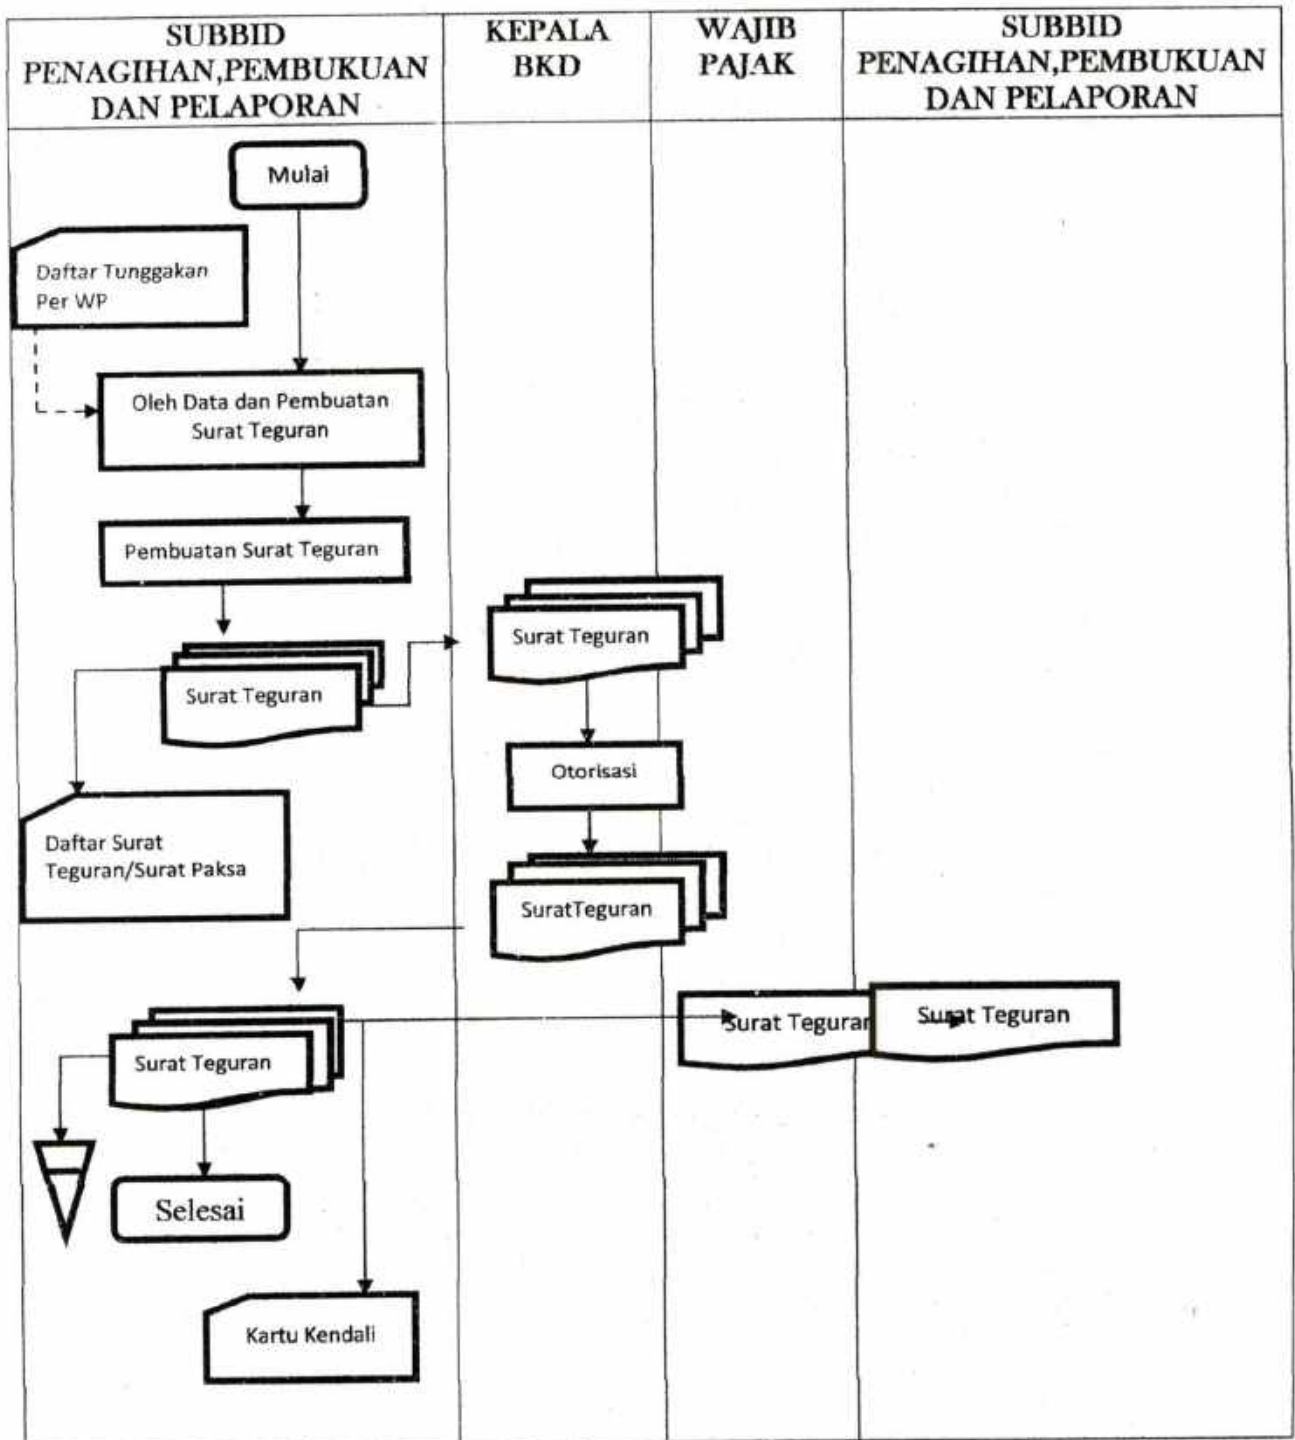 SUBBID
PENAGIHAN,PEMBUKUAN
DAN PELAPORAN
KEPALA
BKD
WAJIB
PAJAK
SUBBID
PENAGIHAN,PEMBUKUAN
DAN PELAPORAN
Mulai
Daftar Tunggakan
Per WP
Oleh Data dan Pembuatan
Surat Teguran
Pembuatan Surat Teguran
Surat Teguran
Surat Teguran
Otorisasi
Daftar Surat
Teguran/Surat Paksa
SuratTeguran
Surat Teguran
Surat Teguran
Surat Teguran
Selesai
Kartu Kendali